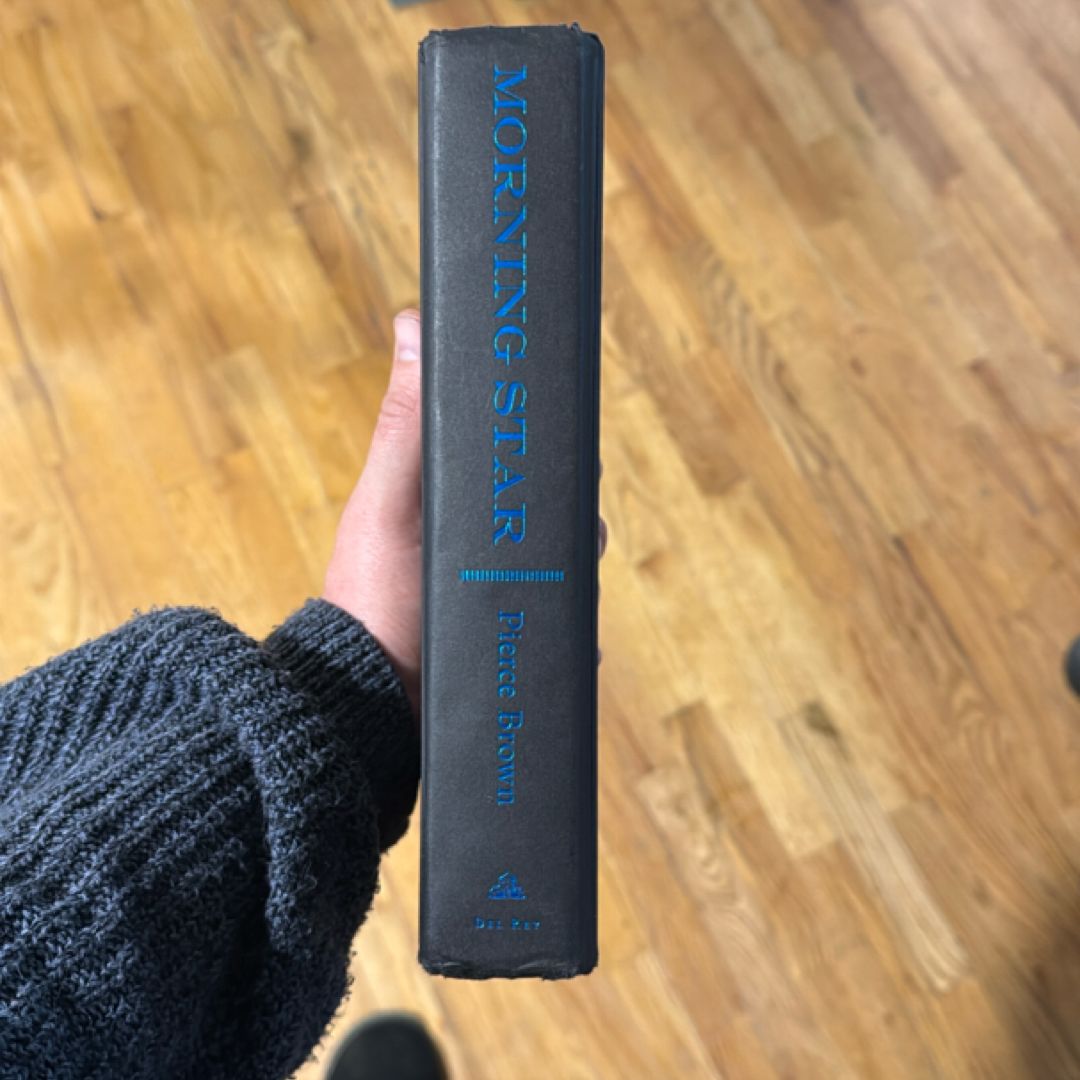 MORNING STAR
Pierce Brown
DEL REY